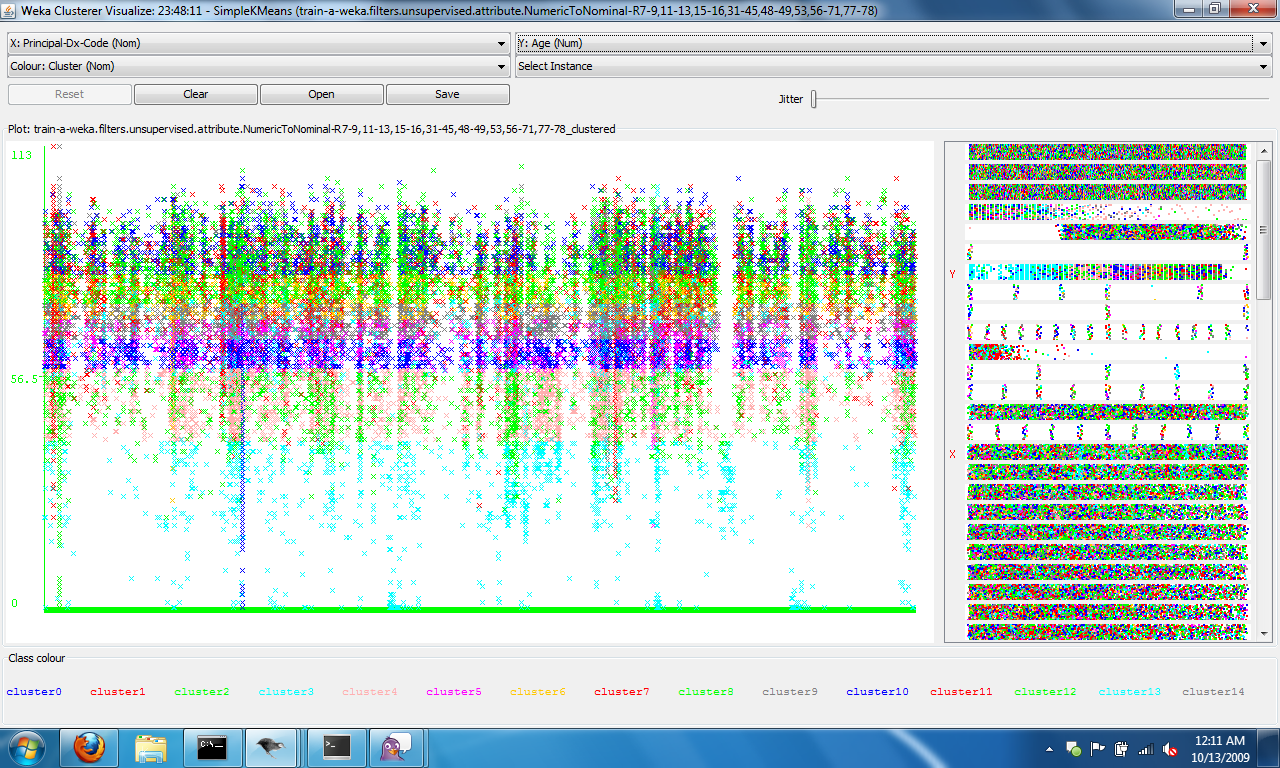 Weka Clusterer Visualize: 23:48:11 - SimpleKMeans (train-a-weka.filters.unsupervised.attribute.NumericToNominal-R7-9,11-13,15-16,31-45,48-49,53,56-71,77-78)
X: Principal-Dx-Code (Nom) Y: Age (Num)
Colour: Cluster (Nom) Select Instance
Reset Clear Open Save Jitter
Plot: train-a-weka.filters.unsupervised.attribute.NumericToNominal-R7-9,11-13,15-16,31-45,48-49,53,56-71,77-78_clustered
113
56.5
0
Y
X
Class colour
cluster0 cluster1 cluster2 cluster3 cluster4 cluster5 cluster6 cluster7 cluster8 cluster9 cluster10 cluster11 cluster12 cluster13 cluster14
C:\
12:11 AM
10/13/2009